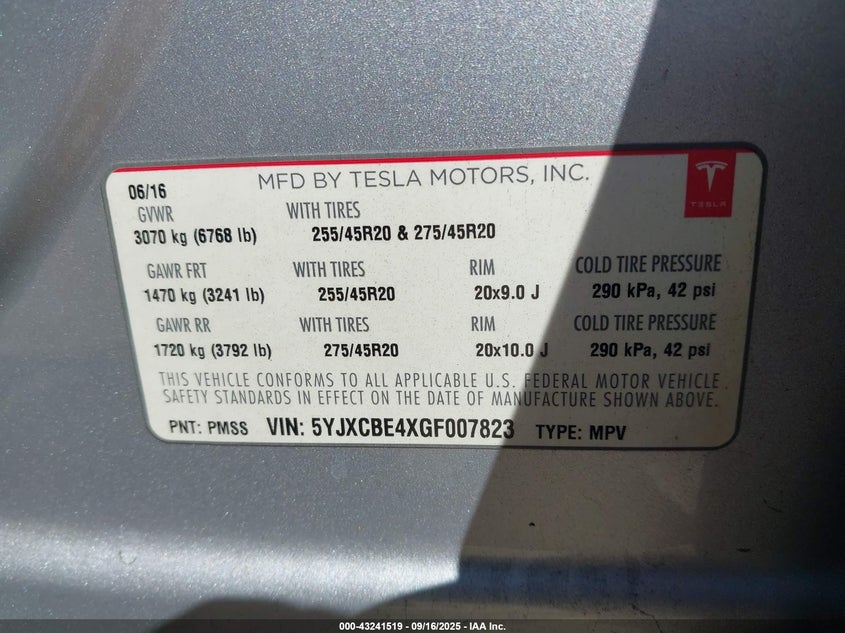 MFD BY TESLA MOTORS, INC.
TESLA
06/16
GVWR WITH TIRES
3070 kg (6768 lb) 255/45R20 & 275/45R20
GAWR FRT WITH TIRES RIM COLD TIRE PRESSURE
1470 kg (3241 lb) 255/45R20 20x9.0 J 290 kPa, 42 psi
GAWR RR WITH TIRES RIM COLD TIRE PRESSURE
1720 kg (3792 lb) 275/45R20 20x10.0 J 290 kPa, 42 psi
THIS VEHICLE CONFORMS TO ALL APPLICABLE U.S. FEDERAL MOTOR VEHICLE
SAFETY STANDARDS IN EFFECT ON THE DATE OF MANUFACTURE SHOWN ABOVE.
PNT: PMSS VIN: 5YJXCBE4XGF007823 TYPE: MPV
000-43241519 - 09/16/2025 - IAA Inc.